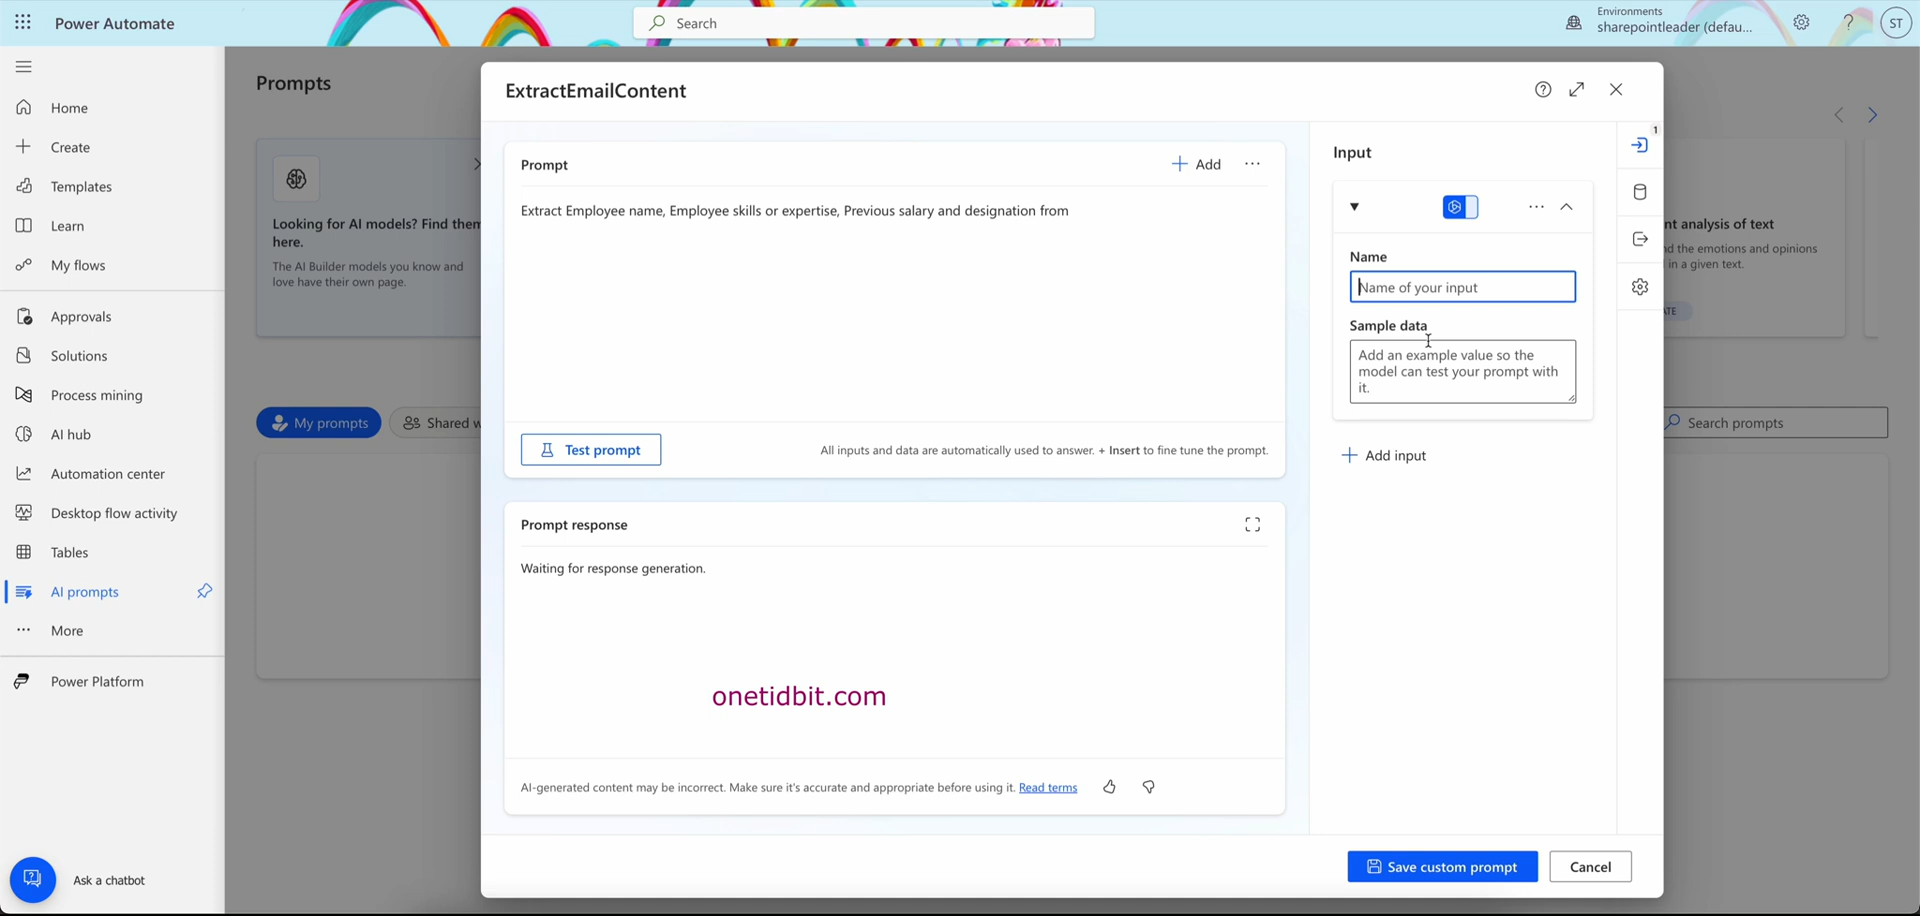 Power Automate
Search
Environments
sharepointleader (defau...
?
ST
Home
Create
Templates
Learn
My flows
Approvals
Solutions
Process mining
AI hub
Automation center
Desktop flow activity
Tables
AI prompts
More
Power Platform
Ask a chatbot
Prompts
Looking for AI models? Find them
here.
The AI Builder models you know and
love have their own page.
My prompts
Shared w
ExtractEmailContent
Prompt
Add
Extract Employee name, Employee skills or expertise, Previous salary and designation from
Test prompt
All inputs and data are automatically used to answer. + Insert to fine tune the prompt.
Prompt response
Waiting for response generation.
onetidbit.com
AI-generated content may be incorrect. Make sure it's accurate and appropriate before using it. Read terms
Input
Name
Name of your input
Sample data
Add an example value so the
model can test your prompt with
it.
Add input
1
Save custom prompt
Cancel
nt analysis of text
nd the emotions and opinions
in a given text.
ATE
Search prompts